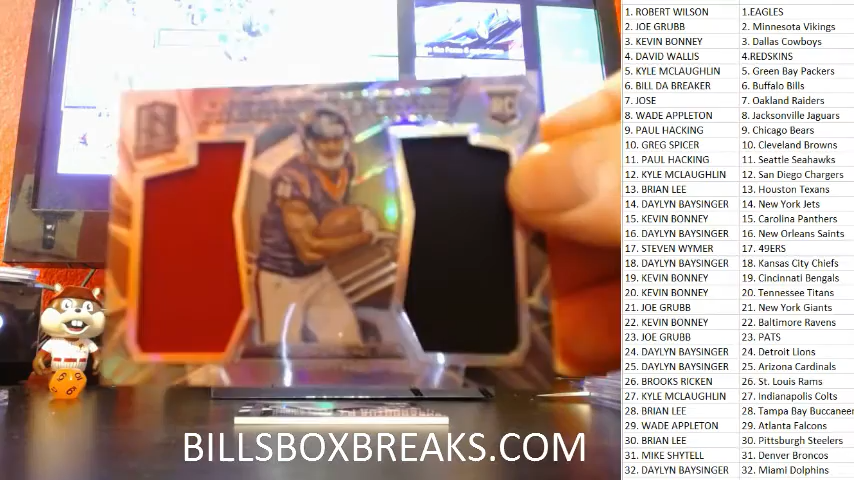 1. ROBERT WILSON 1.EAGLES
2. JOE GRUBB 2. Minnesota Vikings
3. KEVIN BONNEY 3. Dallas Cowboys
4. DAVID WALLIS 4.REDSKINS
5. KYLE MCLAUGHLIN 5. Green Bay Packers
6. BILL DA BREAKER 6. Buffalo Bills
7. JOSE 7. Oakland Raiders
8. WADE APPLETON 8. Jacksonville Jaguars
9. PAUL HACKING 9. Chicago Bears
10. GREG SPICER 10. Cleveland Browns
11. PAUL HACKING 11. Seattle Seahawks
12. KYLE MCLAUGHLIN 12. San Diego Chargers
13. BRIAN LEE 13. Houston Texans
14. DAYLN BAYSINGER 14. New York Jets
15. KEVIN BONNEY 15. Carolina Panthers
16. DAYLN BAYSINGER 16. New Orleans Saints
17. STEVEN WYMER 17. 49ERS
18. DAYLN BAYSINGER 18. Kansas City Chiefs
19. KEVIN BONNEY 19. Cincinnati Bengals
20. KEVIN BONNEY 20. Tennessee Titans
21. JOE GRUBB 21. New York Giants
22. KEVIN BONNEY 22. Baltimore Ravens
23. JOE GRUBB 23. PATS
24. DAYLN BAYSINGER 24. Detroit Lions
25. DAYLN BAYSINGER 25. Arizona Cardinals
26. BROOKS RICKEN 26. St. Louis Rams
27. KYLE MCLAUGHLIN 27. Indianapolis Colts
28. BRIAN LEE 28. Tampa Bay Buccaneer
29. WADE APPLETON 29. Atlanta Falcons
30. BRIAN LEE 30. Pittsburgh Steelers
31. MIKE SHYTELL 31. Denver Broncos
32. DAYLN BAYSINGER 32. Miami Dolphins
RC
BILLSBOXBREAKS.COM